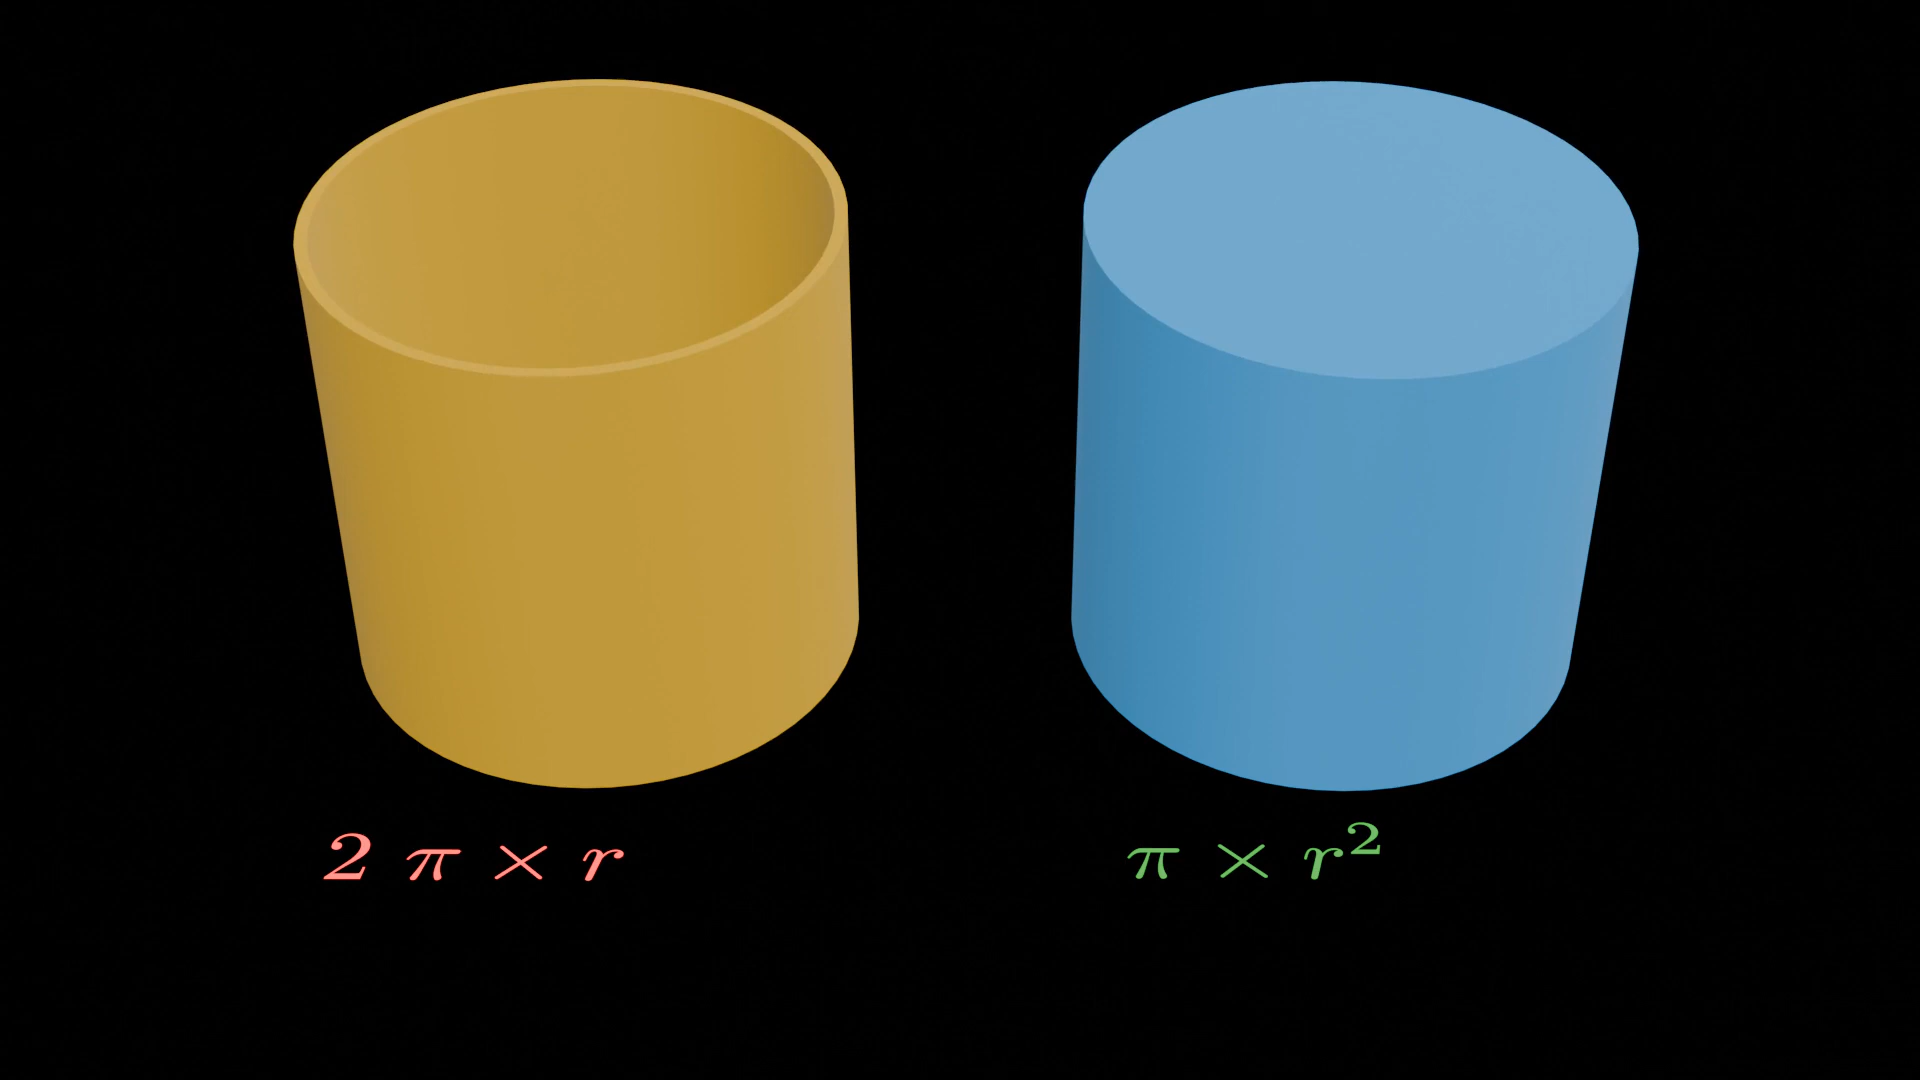 2 π × r
π × r²